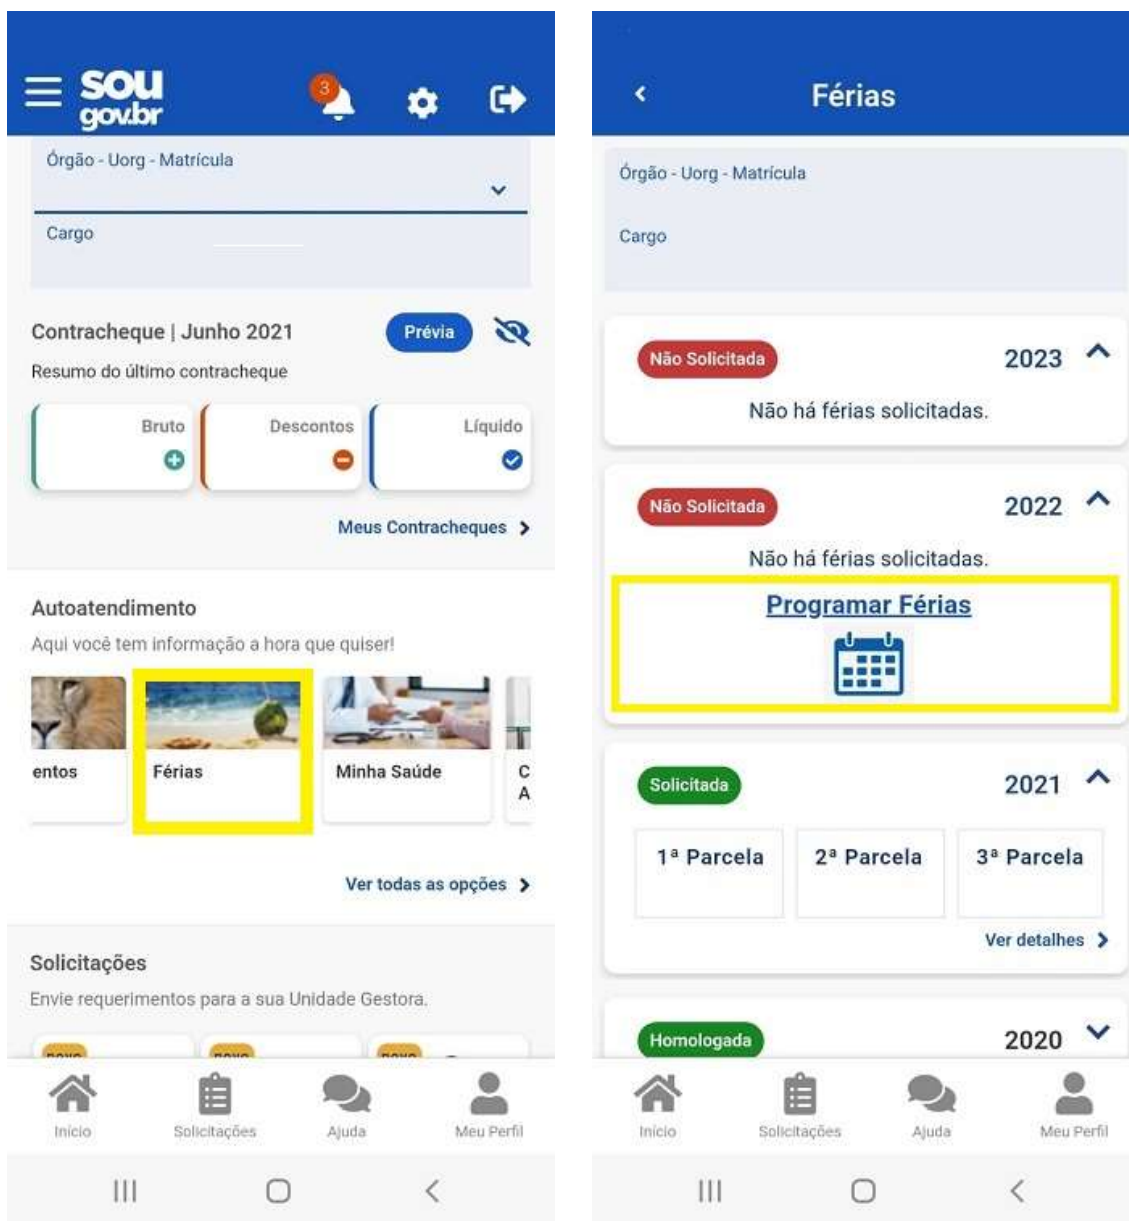 sou
gov.br
3
Órgão - Uorg - Matrícula
Cargo
Contracheque | Junho 2021
Prévia
Resumo do último contracheque
Bruto
Descontos
Líquido
Meus Contracheques
Autoatendimento
Aqui você tem informação a hora que quiser!
entos
Férias
Minha Saúde
C
A
Ver todas as opções
Solicitações
Envie requerimentos para a sua Unidade Gestora.
novo
novo
novo
Início
Solicitações
Ajuda
Meu Perfil
Férias
Órgão - Uorg - Matrícula
Cargo
Não Solicitada
2023
Não há férias solicitadas.
Não Solicitada
2022
Não há férias solicitadas.
Programar Férias
Solicitada
2021
1ª Parcela
2ª Parcela
3ª Parcela
Ver detalhes
Homologada
2020
Início
Solicitações
Ajuda
Meu Perfil